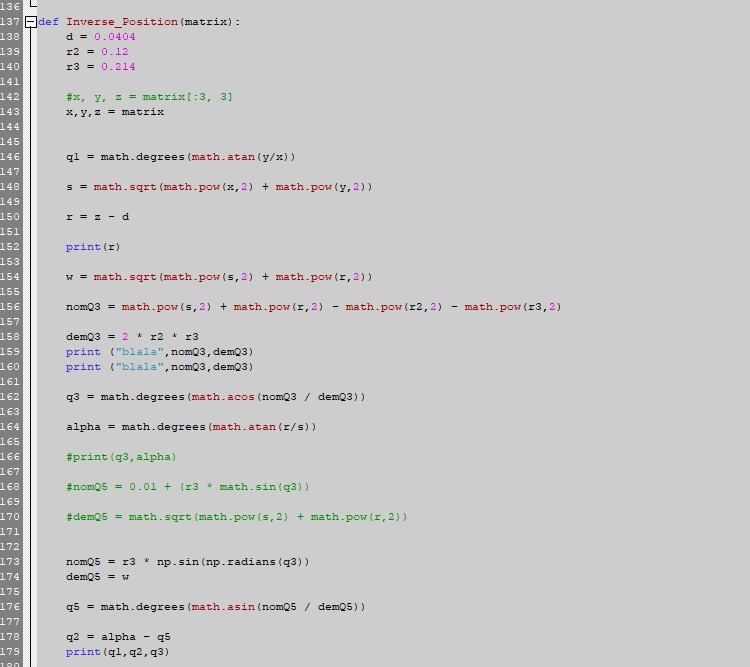 136
137 def Inverse_Position(matrix):
138 d = 0.0404
139 r2 = 0.12
140 r3 = 0.214
141
142 #x, y, z = matrix[:3, 3]
143 x,y,z = matrix
144
145
146 q1 = math.degrees(math.atan(y/x))
147
148 s = math.sqrt(math.pow(x,2) + math.pow(y,2))
149
150 r = z - d
151
152 print(r)
153
154 w = math.sqrt(math.pow(s,2) + math.pow(r,2))
155
156 nomQ3 = math.pow(s,2) + math.pow(r,2) - math.pow(r2,2) - math.pow(r3,2)
157
158 demQ3 = 2 * r2 * r3
159 print ("blala",nomQ3,demQ3)
160 print ("blala",nomQ3,demQ3)
161
162 q3 = math.degrees(math.acos(nomQ3 / demQ3))
163
164 alpha = math.degrees(math.atan(r/s))
165
166 #print(q3,alpha)
167
168 #nomQ5 = 0.01 + (r3 * math.sin(q3))
169
170 #demQ5 = math.sqrt(math.pow(s,2) + math.pow(r,2))
171
172
173 nomQ5 = r3 * np.sin(np.radians(q3))
174 demQ5 = w
175
176 q5 = math.degrees(math.asin(nomQ5 / demQ5))
177
178 q2 = alpha - q5
179 print(q1,q2,q3)
180